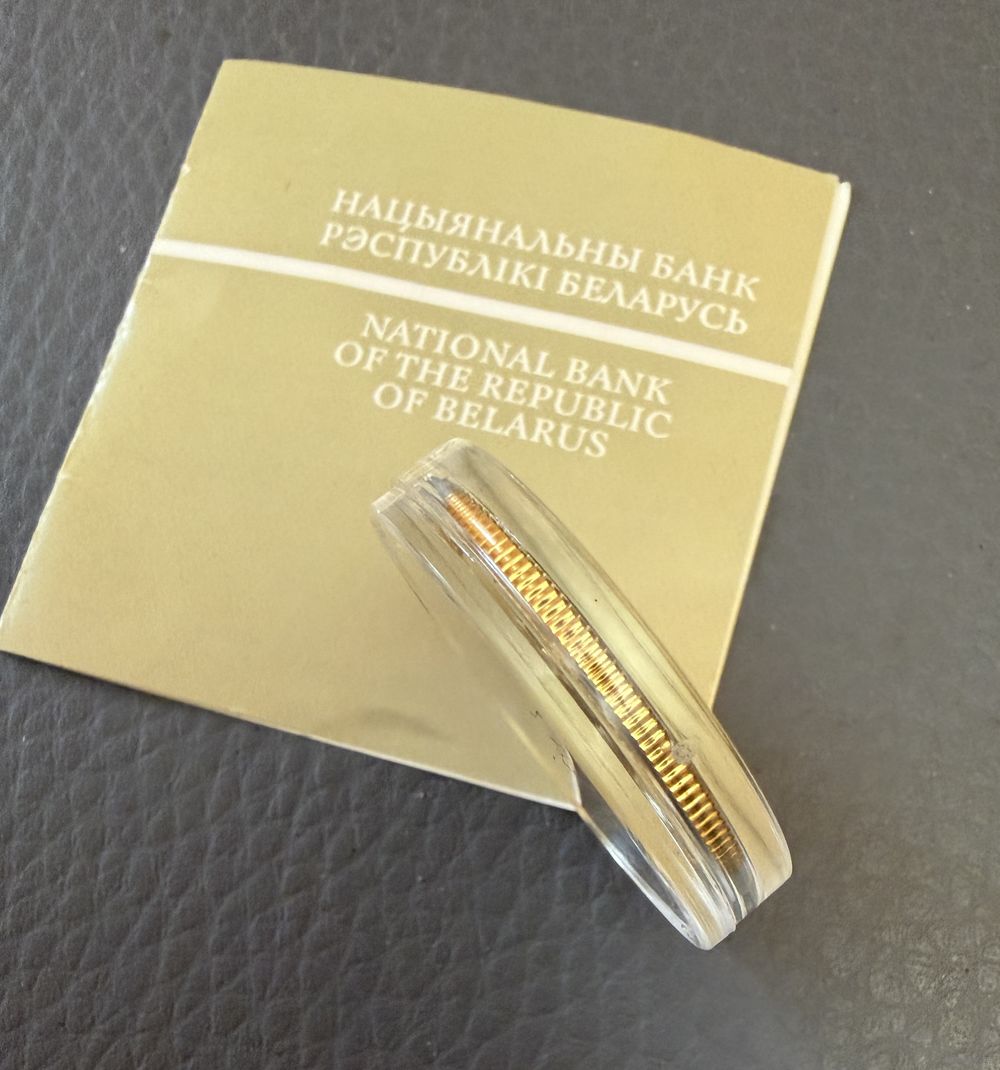 НАЦЫЯНАЛЬНЫ БАНК
РЭСПУБЛІКІ БЕЛАРУСЬ
NATIONAL BANK
OF THE REPUBLIC
OF BELARUS